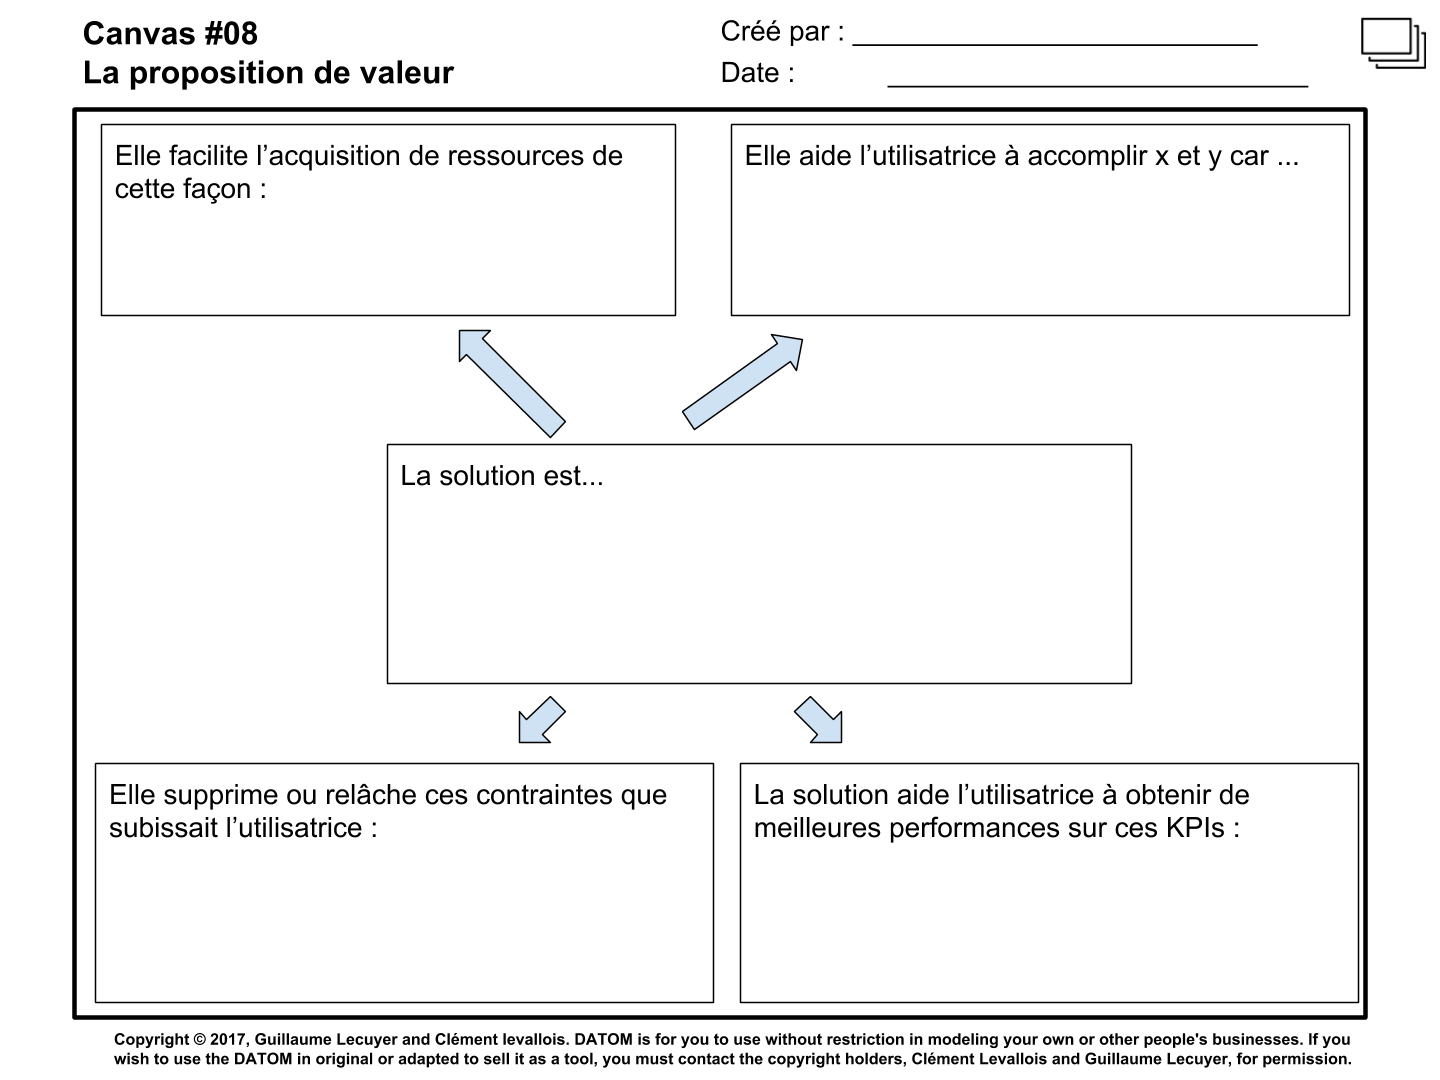 Canvas #08
La proposition de valeur
Créé par : ___________________________
Date : ____________________________
Elle facilite l’acquisition de ressources de
cette façon :
Elle aide l’utilisatrice à accomplir x et y car ...
La solution est...
Elle supprime ou relâche ces contraintes que
subissait l’utilisatrice :
La solution aide l’utilisatrice à obtenir de
meilleures performances sur ces KPIs :
Copyright © 2017, Guillaume Lecuyer and Clément levallois. DATOM is for you to use without restriction in modeling your own or other people's businesses. If you
wish to use the DATOM in original or adapted to sell it as a tool, you must contact the copyright holders, Clément Levallois and Guillaume Lecuyer, for permission.